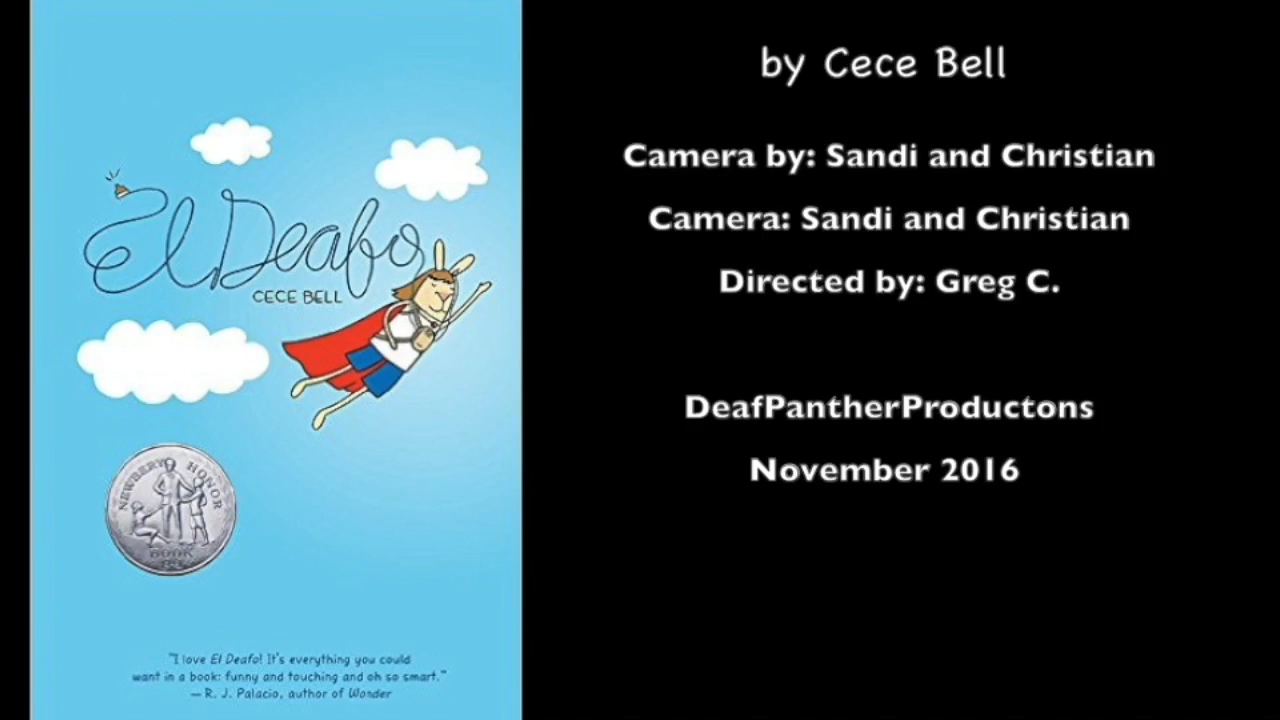 El Deafo
CECE BELL
NEWBERY HONOR
BOOK
"I love El Deafo! It's everything you could
want in a book: funny and touching and oh so smart."
— R. J. Palacio, author of Wonder
by Cece Bell
Camera by: Sandi and Christian
Camera: Sandi and Christian
Directed by: Greg C.
DeafPantherProductons
November 2016